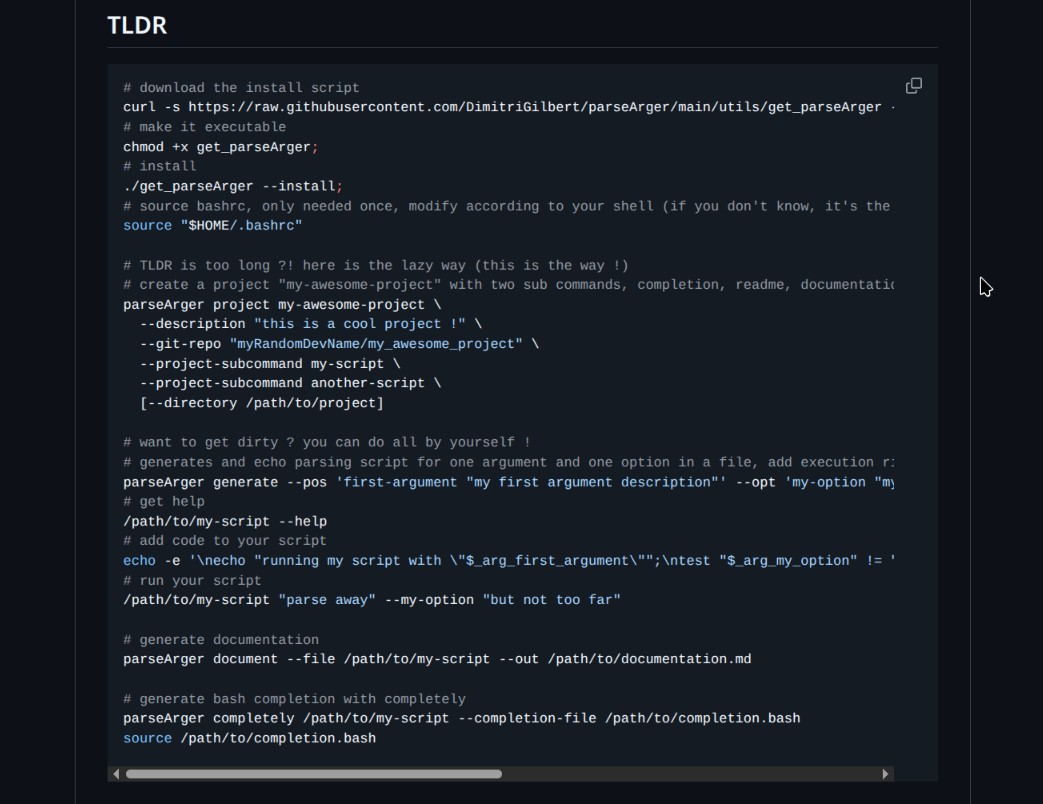 TLDR
# download the install script
curl -s https://raw.githubusercontent.com/DimitriGilbert/parseArger/main/utils/get_parseArger -
# make it executable
chmod +x get_parseArger;
# install
./get_parseArger --install;
# source bashrc, only needed once, modify according to your shell (if you don't know, it's the
source "$HOME/.bashrc"

# TLDR is too long ?! here is the lazy way (this is the way !)
# create a project "my-awesome-project" with two sub commands, completion, readme, documentatio
parseArger project my-awesome-project \
  --description "this is a cool project !" \
  --git-repo "myRandomDevName/my_awesome_project" \
  --project-subcommand my-script \
  --project-subcommand another-script \
  [--directory /path/to/project]

# want to get dirty ? you can do all by yourself !
# generates and echo parsing script for one argument and one option in a file, add execution ri
parseArger generate --pos 'first-argument "my first argument description"' --opt 'my-option "my
# get help
/path/to/my-script --help
# add code to your script
echo -e '\necho "running my script with \"$_arg_first_argument\"";\ntest "$_arg_my_option" != '
# run your script
/path/to/my-script "parse away" --my-option "but not too far"

# generate documentation
parseArger document --file /path/to/my-script --out /path/to/documentation.md

# generate bash completion with completely
parseArger completely /path/to/my-script --completion-file /path/to/completion.bash
source /path/to/completion.bash